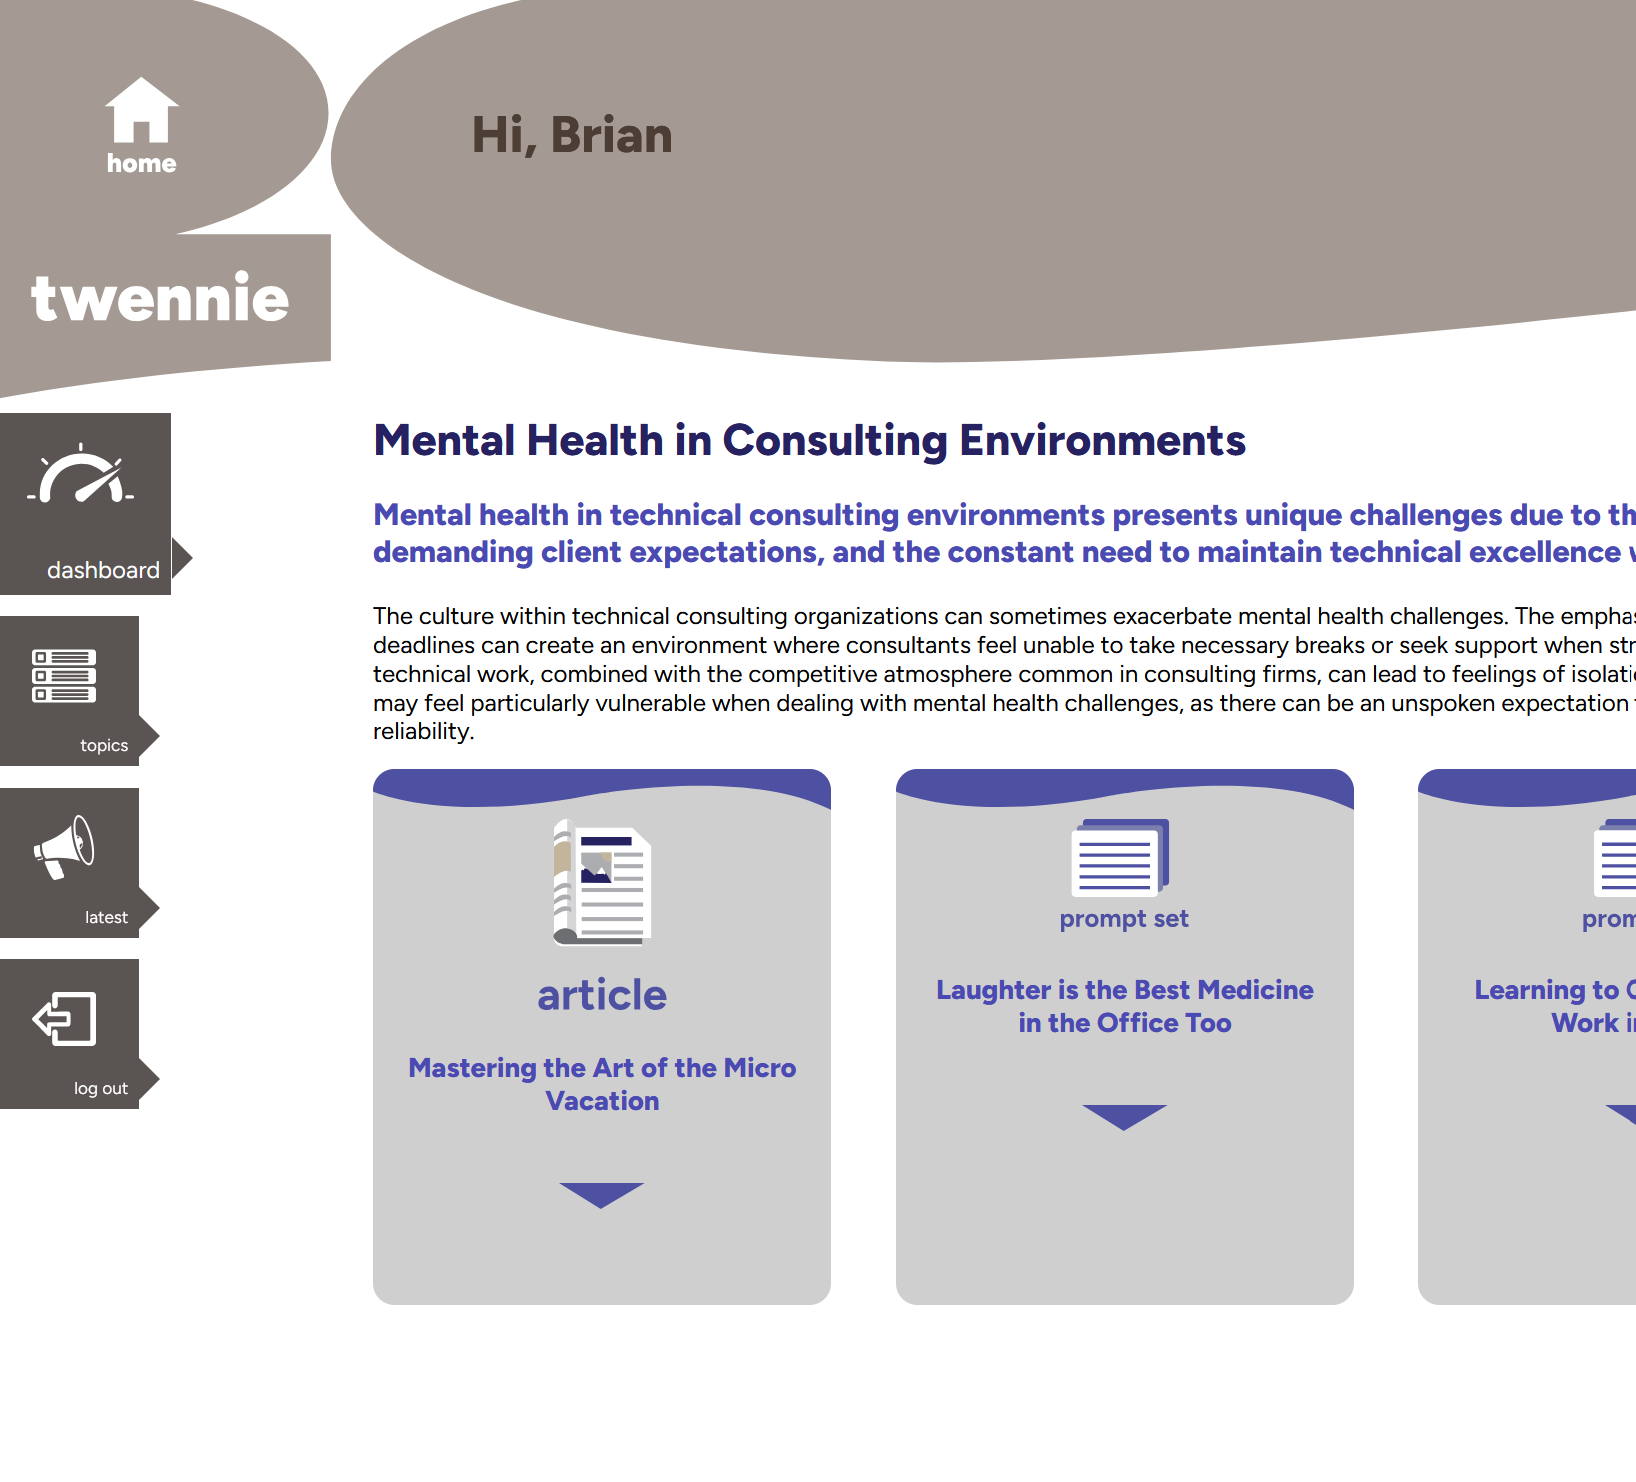 home
Hi, Brian
twennie
dashboard
topics
latest
log out
Mental Health in Consulting Environments
Mental health in technical consulting environments presents unique challenges due to
demanding client expectations, and the constant need to maintain technical excellence
The culture within technical consulting organizations can sometimes exacerbate mental health challenges. The
deadlines can create an environment where consultants feel unable to take necessary breaks or seek support when
technical work, combined with the competitive atmosphere common in consulting firms, can lead to feelings of
may feel particularly vulnerable when dealing with mental health challenges, as there can be an unspoken expectation
reliability.
article
Mastering the Art of the Micro
Vacation
prompt set
Laughter is the Best Medicine
in the Office Too
Learning to
Work